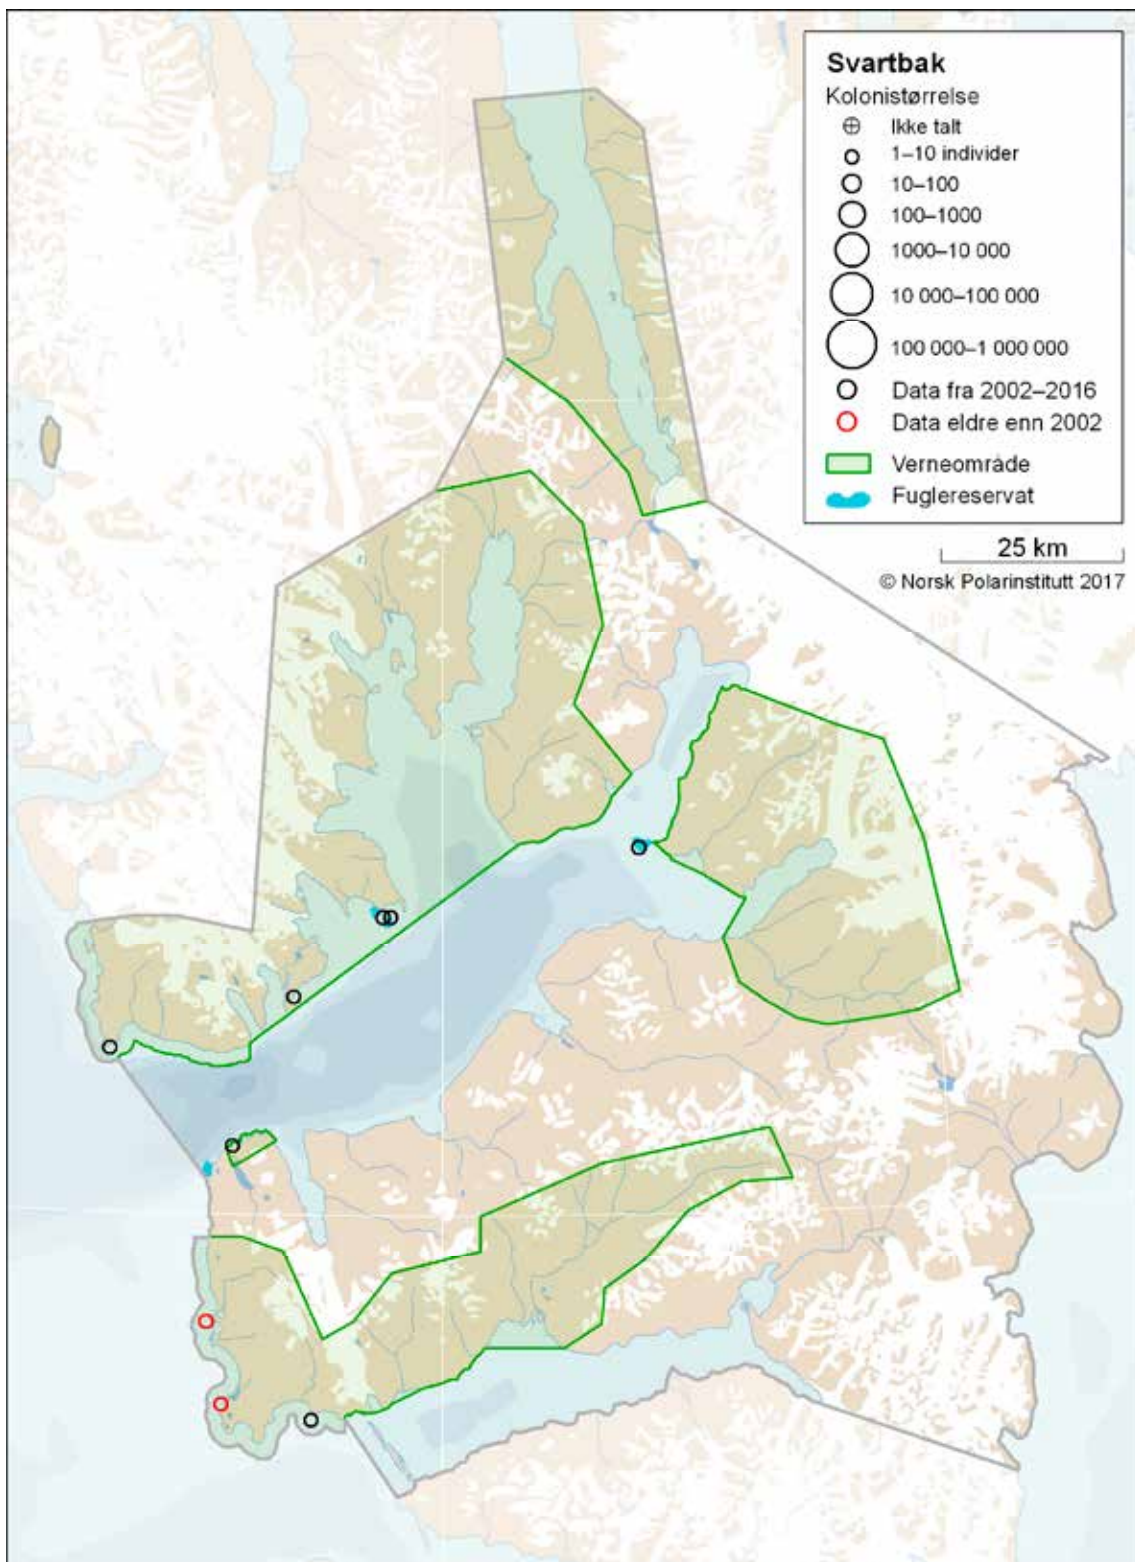 Svartbak
Kolonistørrelse
Ikke talt
1–10 individer
10–100
100–1000
1000–10 000
10 000–100 000
100 000–1 000 000
Data fra 2002–2016
Data eldre enn 2002
Verneområde
Fuglereservat
25 km
© Norsk Polarinstitutt 2017